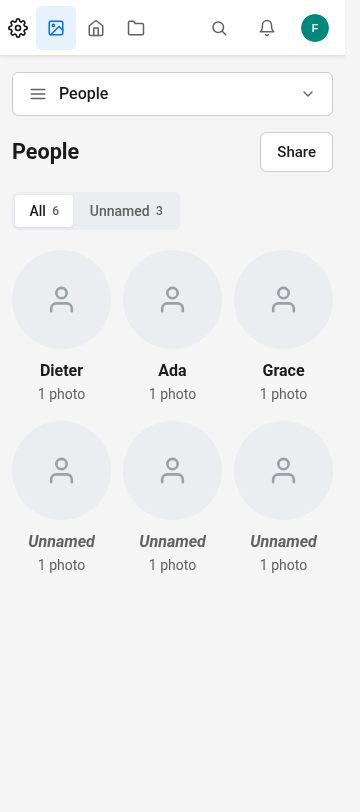 F
People
People
Share
All 6 Unnamed 3
Dieter Ada Grace
1 photo 1 photo 1 photo
Unnamed Unnamed Unnamed
1 photo 1 photo 1 photo